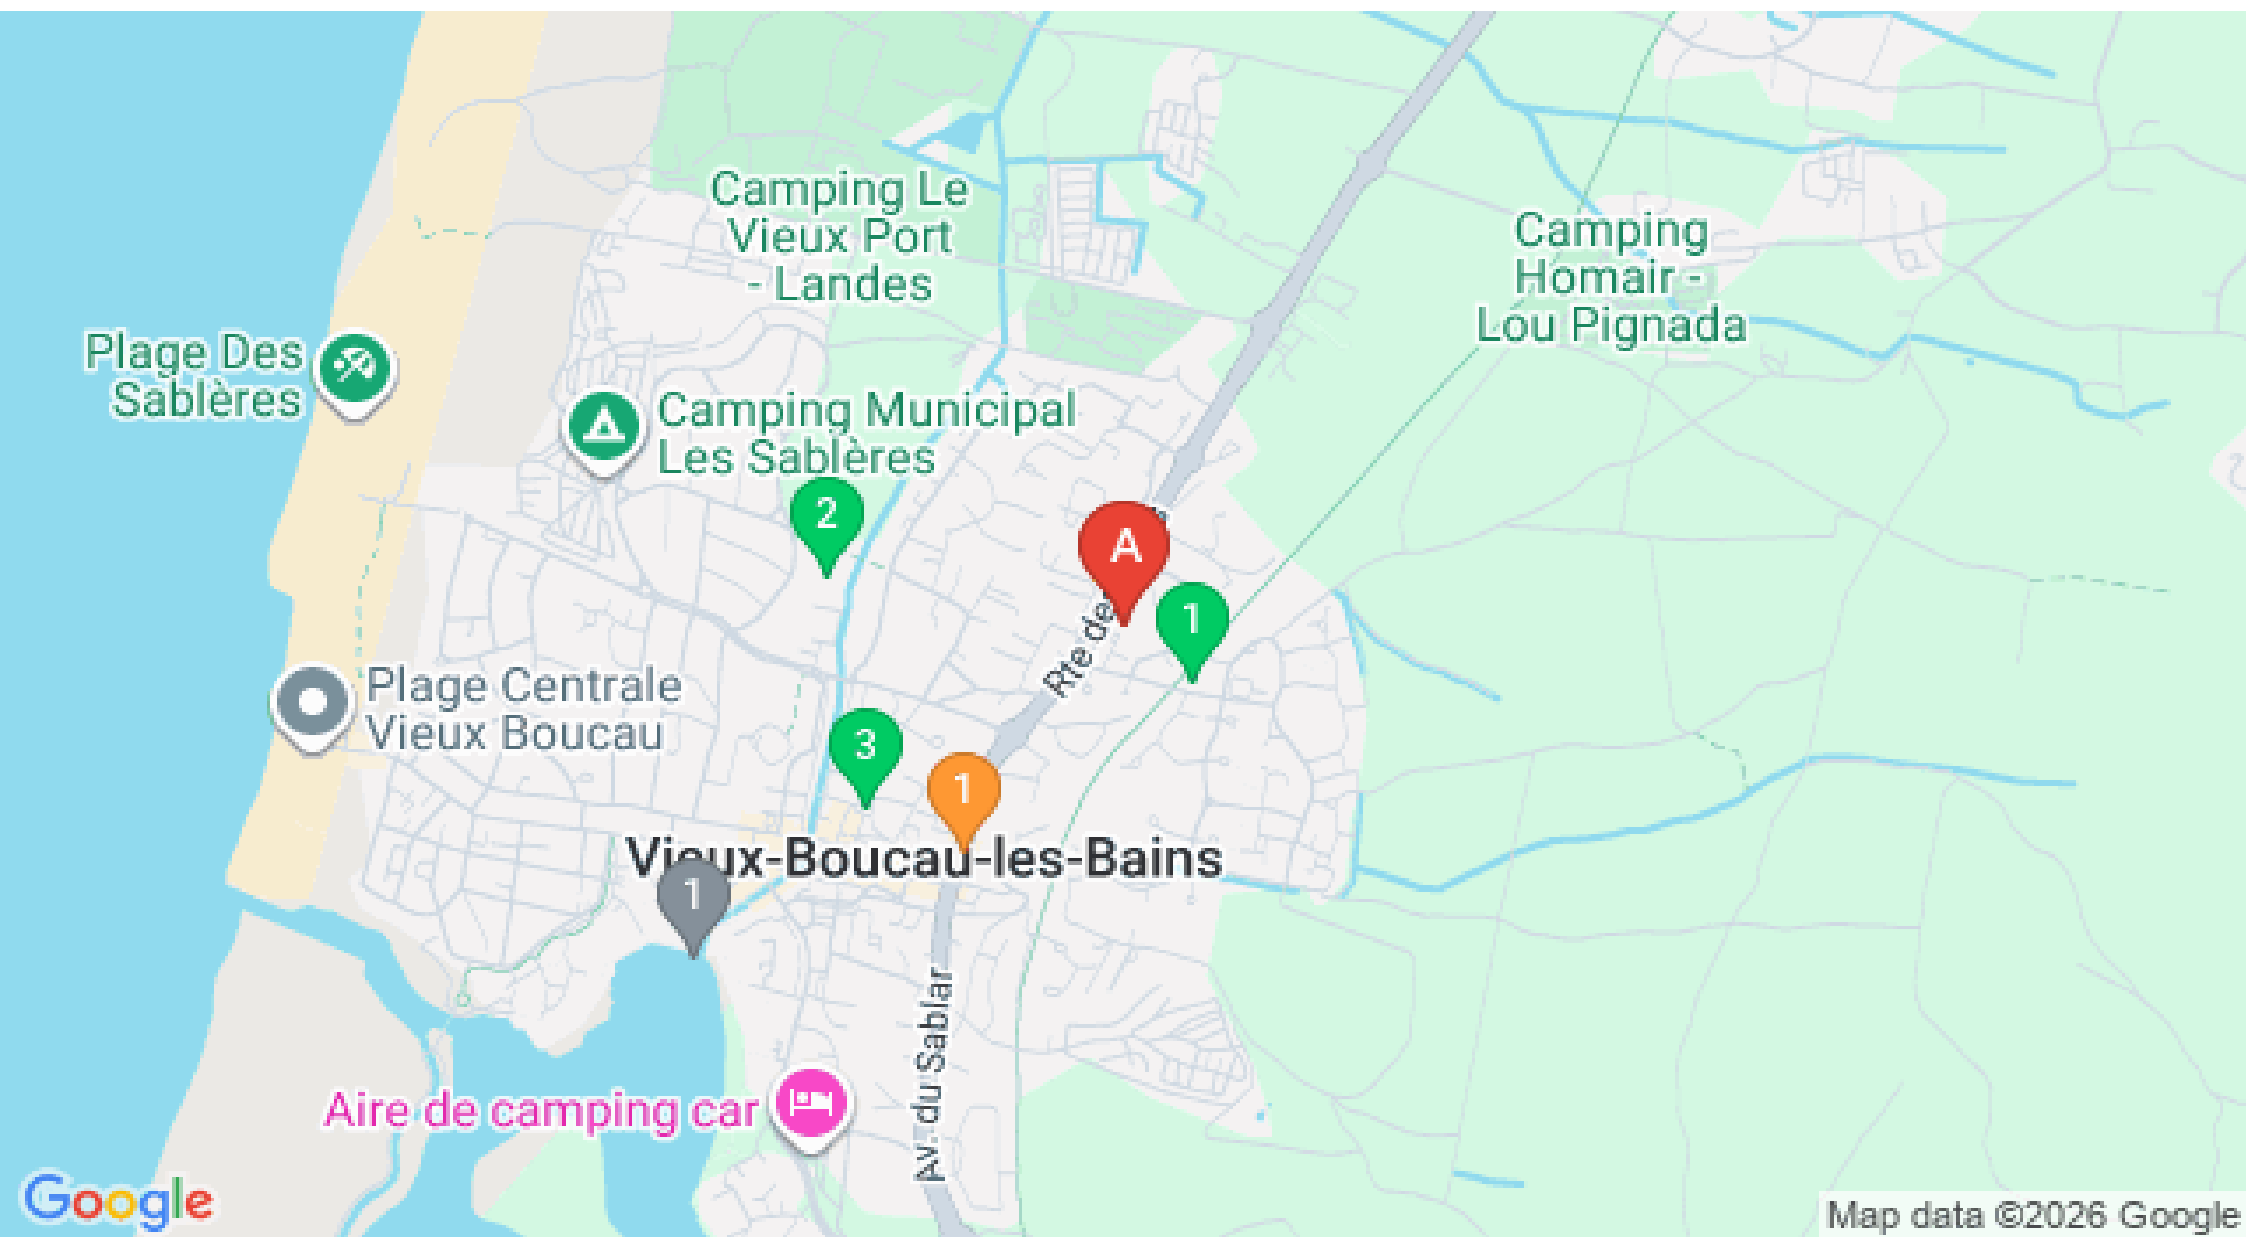 Camping Le
Vieux Port
- Landes
Camping
Homair -
Lou Pignada
Plage Des
Sablères
Camping Municipal
Les Sablères
2
A
1
Rte de
Plage Centrale
Vieux Boucau
3
1
Vieux-Boucau-les-Bains
1
Av. du Sablar
Aire de camping car
Google
Map data ©2026 Google